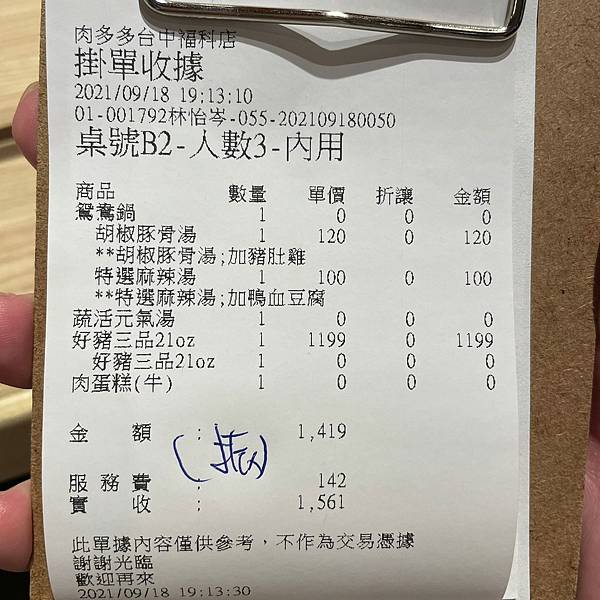 肉多多台中福科店
掛單收據
2021/09/18 19:13:10
01-001792林怡岑-055-202109180050
桌號B2-人數3-內用
商品 數量 單價 折讓 金額
鴛鴦鍋 1 0 0 0
胡椒豚骨湯 1 120 0 120
**胡椒豚骨湯;加豬肚雞
特選麻辣湯 1 100 0 100
**特選麻辣湯;加鴨血豆腐
蔬活元氣湯 1 0 0 0
好豬三品21oz 1 1199 0 1199
好豬三品21oz 1 0 0 0
肉蛋糕(牛) 1 0 0 0
金額 : 1,419
服務費 : 142
實收 : 1,561
此單據內容僅供參考，不作為交易憑據
謝謝光臨
歡迎再來
2021/09/18 19:13:30